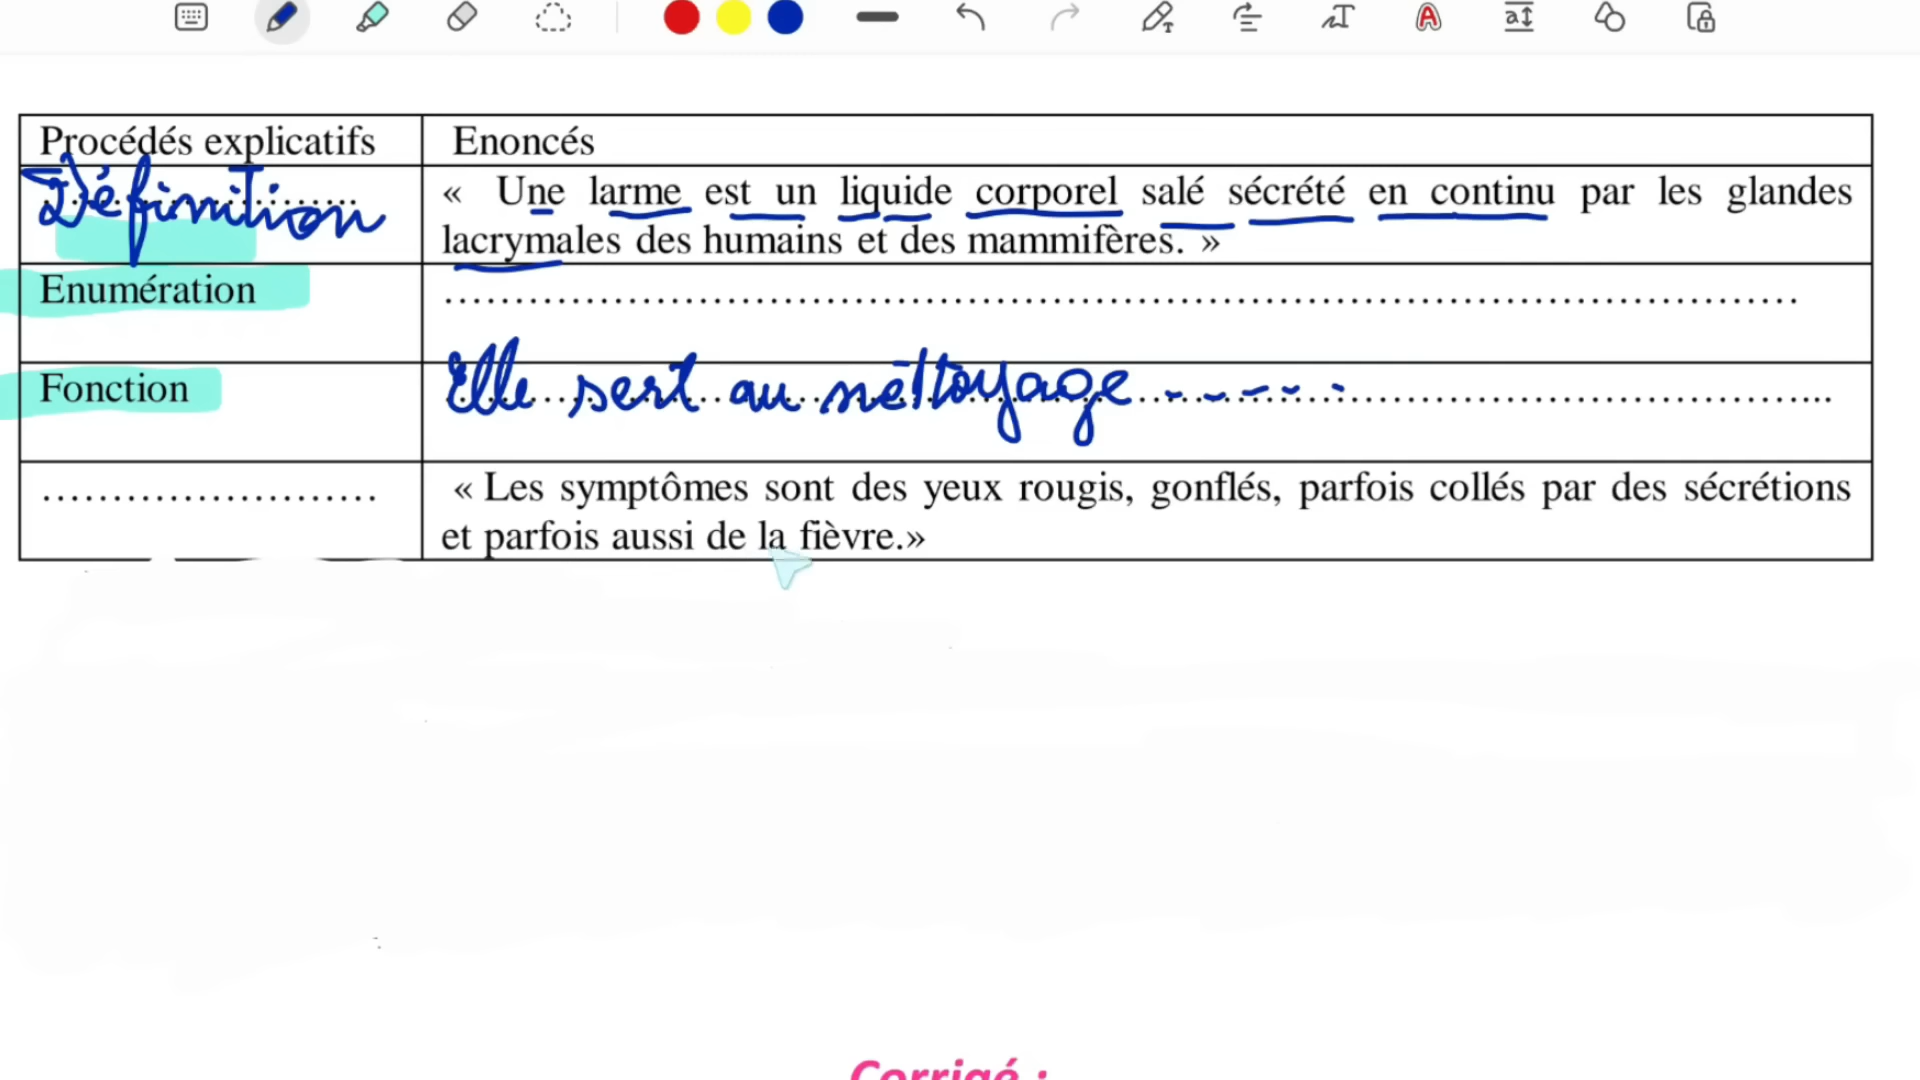 Procédés explicatifs
Enoncés
Définition
« Une larme est un liquide corporel salé sécrété en continu par les glandes
lacrymales des humains et des mammifères. »
Enumération
……………………………………………………………………………………
Fonction
Elle sert au néttoyage - - - - -
……………………
« Les symptômes sont des yeux rougis, gonflés, parfois collés par des sécrétions
et parfois aussi de la fièvre.»
Corrigé :